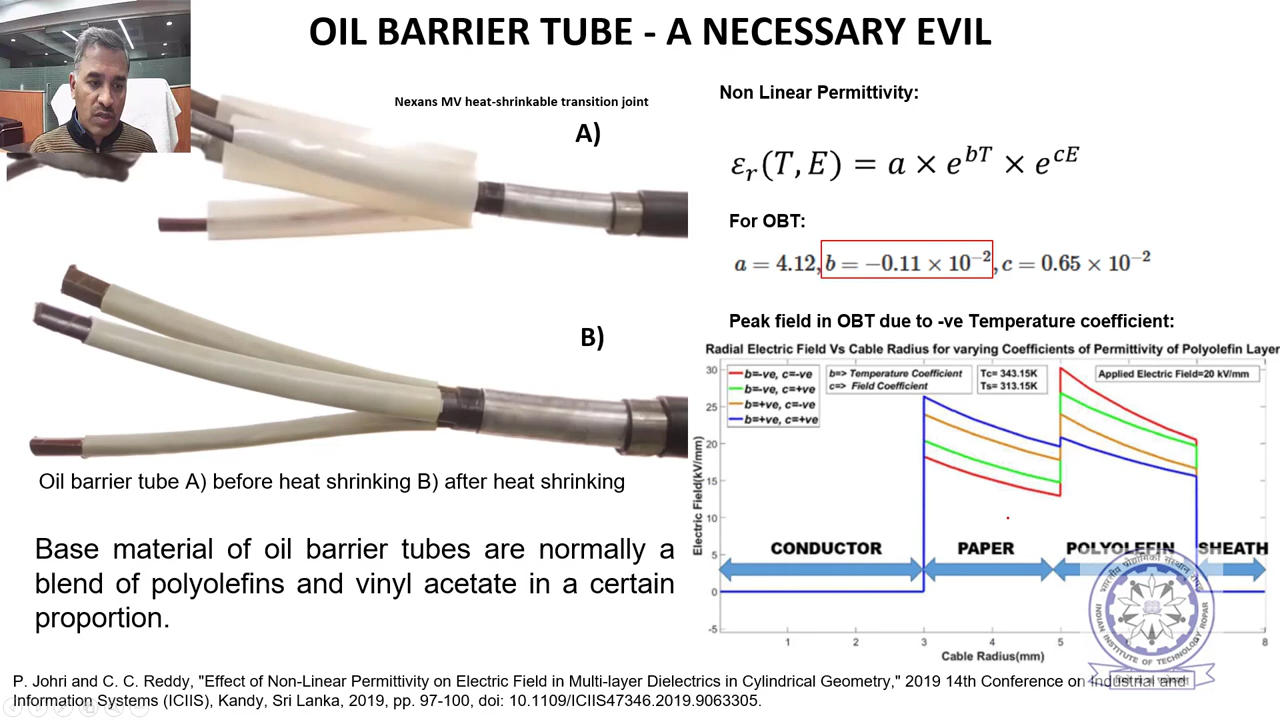 OIL BARRIER TUBE - A NECESSARY EVIL
Nexans MV heat-shrinkable transition joint
A)
B)
Oil barrier tube A) before heat shrinking B) after heat shrinking
Base material of oil barrier tubes are normally a
blend of polyolefins and vinyl acetate in a certain
proportion.
Non Linear Permittivity:
εᵣ(T, E) = a × e^{bT} × e^{cE}
For OBT:
a = 4.12, b = −0.11 × 10⁻², c = 0.65 × 10⁻²
Peak field in OBT due to -ve Temperature coefficient:
Radial Electric Field Vs Cable Radius for varying Coefficients of Permittivity of Polyolefin Layer
b=-ve, c=-ve
b=-ve, c=+ve
b=+ve, c=-ve
b=+ve, c=+ve
b=> Temperature Coefficient
c=> Field Coefficient
Tc= 343.15K
Ts= 313.15K
Applied Electric Field=20 kV/mm
Electric Field(kV/mm)
30
25
20
15
10
5
0
-5
CONDUCTOR
PAPER
POLYOLEFIN
SHEATH
1
2
3
4
5
8
Cable Radius(mm)
INDIAN INSTITUTE OF TECHNOLOGY ROPAR
P. Johri and C. C. Reddy, "Effect of Non-Linear Permittivity on Electric Field in Multi-layer Dielectrics in Cylindrical Geometry," 2019 14th Conference on Industrial and
Information Systems (ICIIS), Kandy, Sri Lanka, 2019, pp. 97-100, doi: 10.1109/ICIIS47346.2019.9063305.